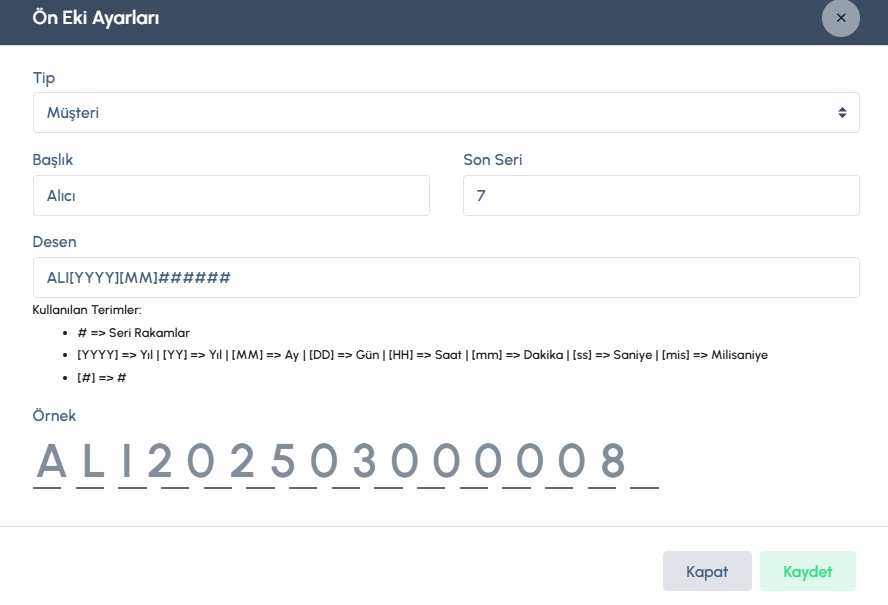 Ön Eki Ayarları
×
Tip
Müşteri
Başlık
Son Seri
Alıcı
7
Desen
ALI[YYYY][MM]######
Kullanılan Terimler:
• # => Seri Rakamlar
• [YYYY] => Yıl | [YY] => Yıl | [MM] => Ay | [DD] => Gün | [HH] => Saat | [mm] => Dakika | [ss] => Saniye | [mis] => Milisaniye
• [#] => #
Örnek
ALI202503000008
Kapat
Kaydet